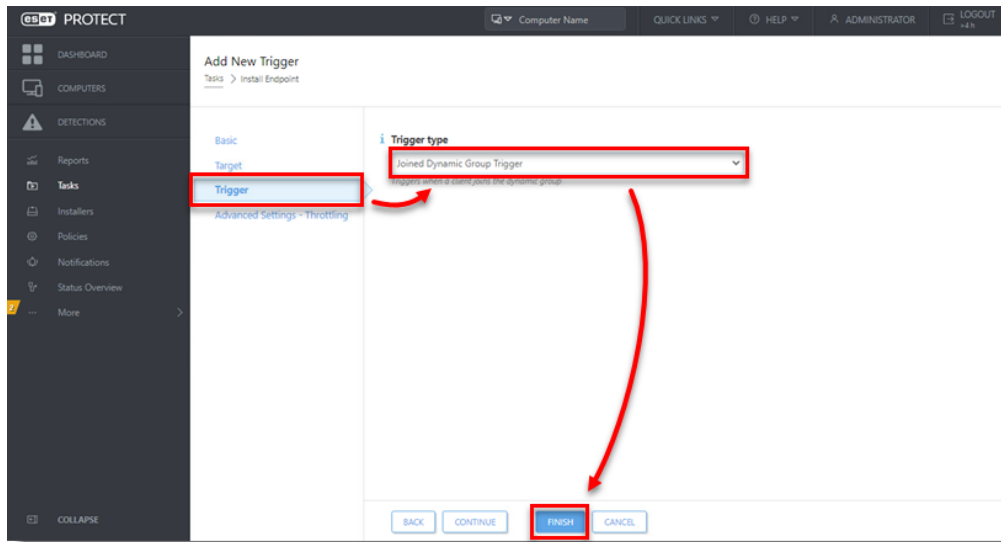 eset PROTECT
Computer Name
QUICK LINKS
HELP
ADMINISTRATOR
LOGOUT
>4 h
DASHBOARD
COMPUTERS
DETECTIONS
Reports
Tasks
Installers
Policies
Notifications
Status Overview
More
COLLAPSE
Add New Trigger
Tasks > Install Endpoint
Basic
Target
Trigger
Advanced Settings - Throttling
Trigger type
Joined Dynamic Group Trigger
Triggers when a client joins the dynamic group
BACK
CONTINUE
FINISH
CANCEL